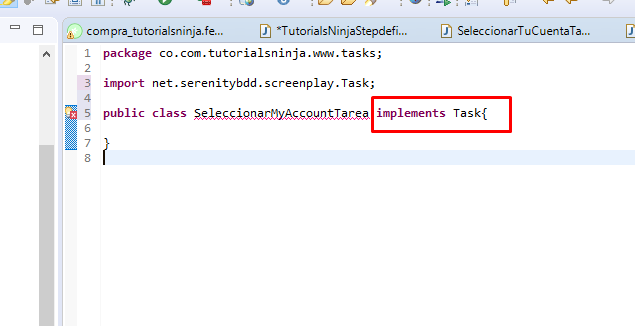 compra_tutorialsninja.fe...
*TutorialsNinjaStepdefi...
SeleccionarTuCuentaTa...
1 package co.com.tutorialsninja.www.tasks;
2
3 import net.serenitybdd.screenplay.Task;
4
5 public class SeleccionarMyAccountTarea implements Task{
6
7 }
8